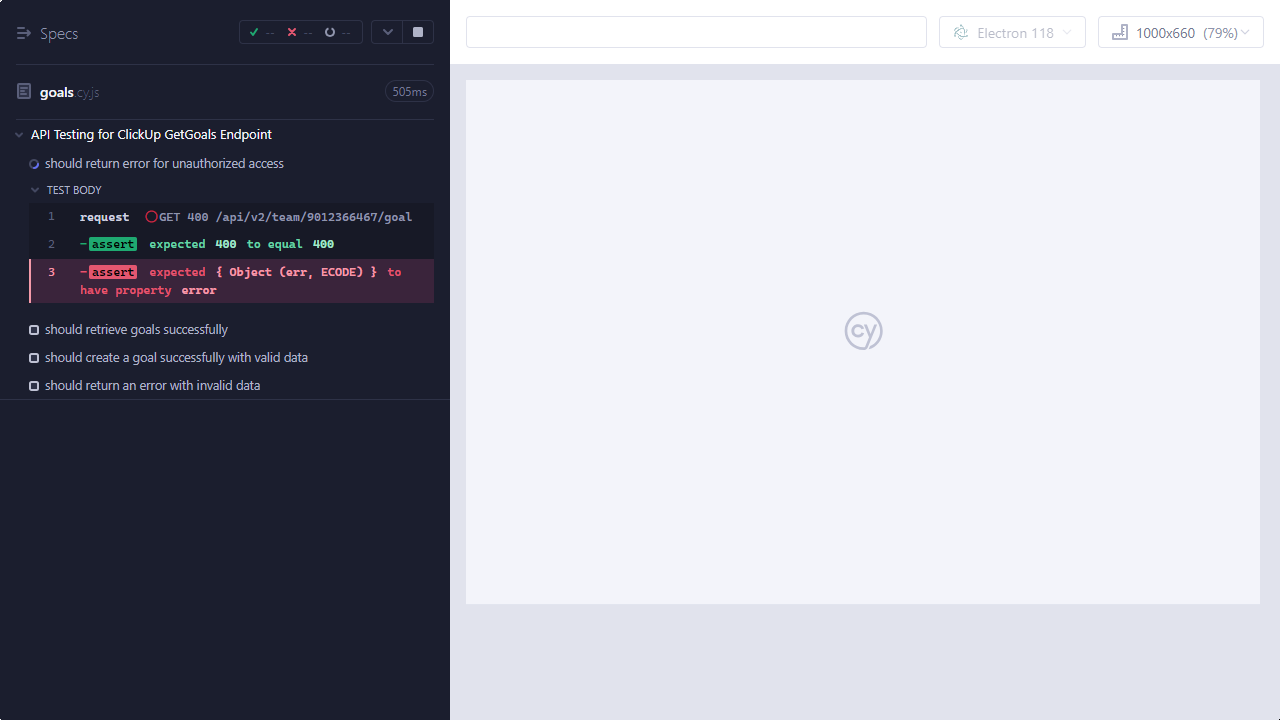 Specs
-- -- --
goals.cy.js 505ms
API Testing for ClickUp GetGoals Endpoint
should return error for unauthorized access
TEST BODY
1 request GET 400 /api/v2/team/9012366467/goal
2 -assert expected 400 to equal 400
3 -assert expected { Object (err, ECODE) } to
have property error
should retrieve goals successfully
should create a goal successfully with valid data
should return an error with invalid data
Electron 118
1000x660 (79%)
cy